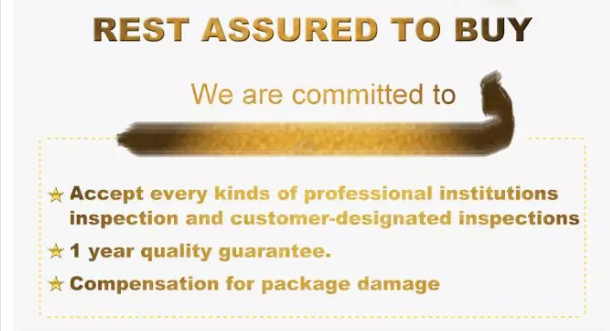 REST ASSURED TO BUY
We are committed to
Accept every kinds of professional institutions
inspection and customer-designated inspections
1 year quality guarantee.
Compensation for package damage